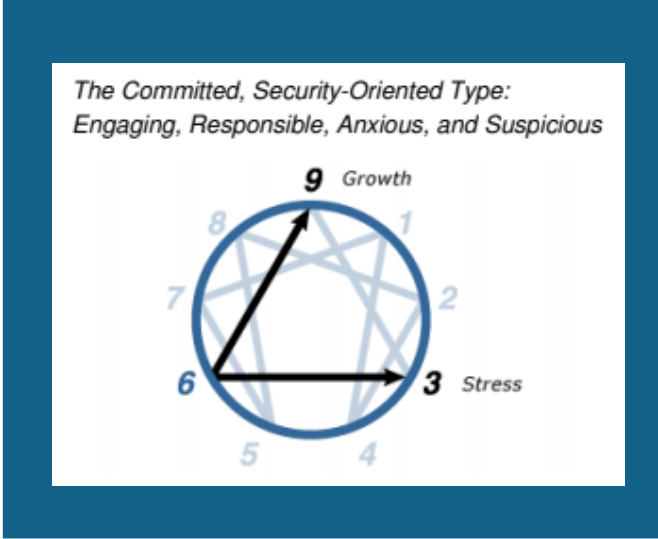 The Committed, Security-Oriented Type:
Engaging, Responsible, Anxious, and Suspicious
9 Growth
8 1
7 2
6 3 Stress
5 4